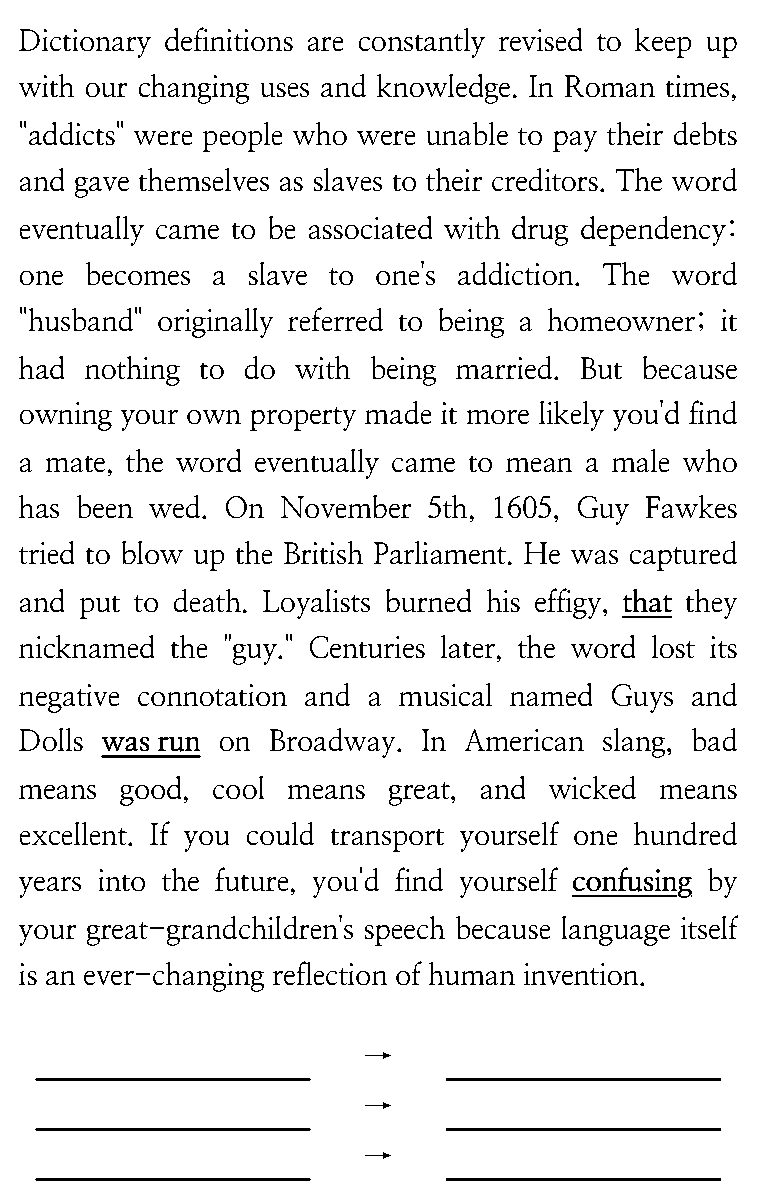 Dictionary definitions are constantly revised to keep up
with our changing uses and knowledge. In Roman times,
"addicts" were people who were unable to pay their debts
and gave themselves as slaves to their creditors. The word
eventually came to be associated with drug dependency:
one becomes a slave to one's addiction. The word
"husband" originally referred to being a homeowner; it
had nothing to do with being married. But because
owning your own property made it more likely you'd find
a mate, the word eventually came to mean a male who
has been wed. On November 5th, 1605, Guy Fawkes
tried to blow up the British Parliament. He was captured
and put to death. Loyalists burned his effigy, that they
nicknamed the "guy." Centuries later, the word lost its
negative connotation and a musical named Guys and
Dolls was run on Broadway. In American slang, bad
means good, cool means great, and wicked means
excellent. If you could transport yourself one hundred
years into the future, you'd find yourself confusing by
your great-grandchildren's speech because language itself
is an ever-changing reflection of human invention.
→
→
→